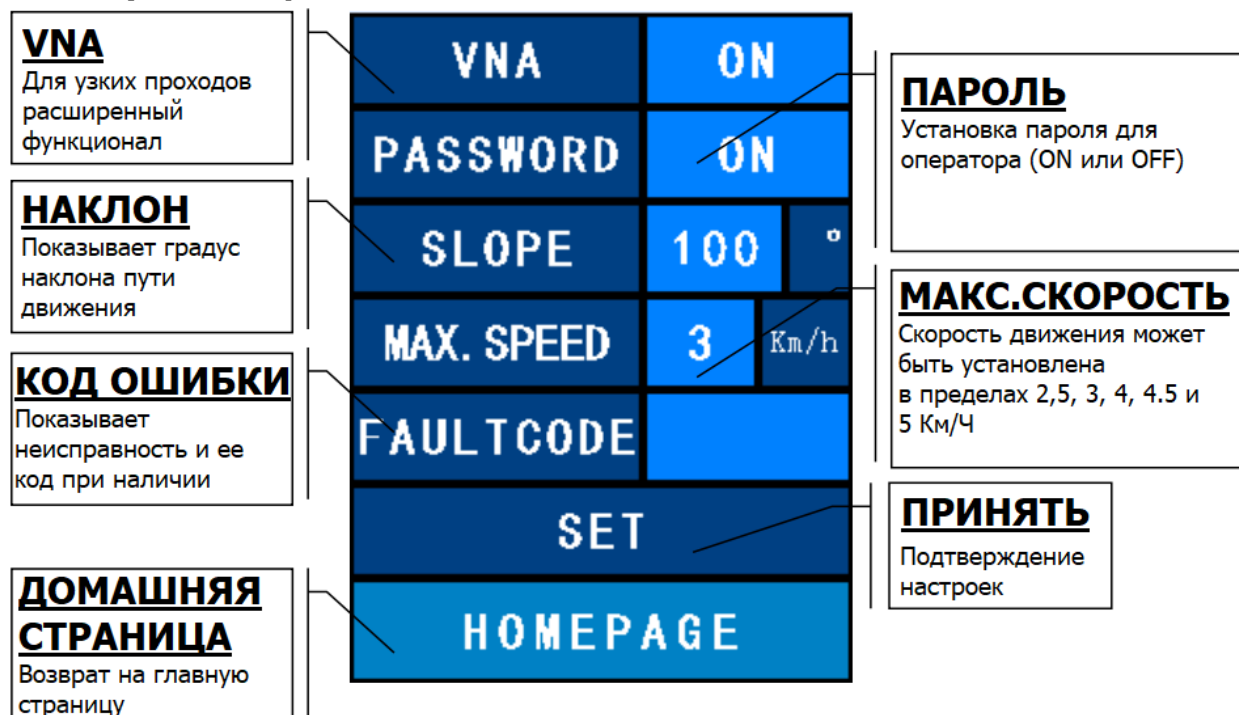 VNA
Для узких проходов
расширенный
функционал
НАКЛОН
Показывает градус
наклона пути
движения
КОД ОШИБКИ
Показывает
неисправность и ее
код при наличии
ДОМАШНЯЯ
СТРАНИЦА
Возврат на главную
страницу
VNA ON
PASSWORD ON
SLOPE 100 °
MAX. SPEED 3 Km/h
FAULTCODE
SET
HOMEPAGE
ПАРОЛЬ
Установка пароля для
оператора (ON или OFF)
МАКС.СКОРОСТЬ
Скорость движения может
быть установлена
в пределах 2,5, 3, 4, 4.5 и
5 Км/Ч
ПРИНЯТЬ
Подтверждение
настроек